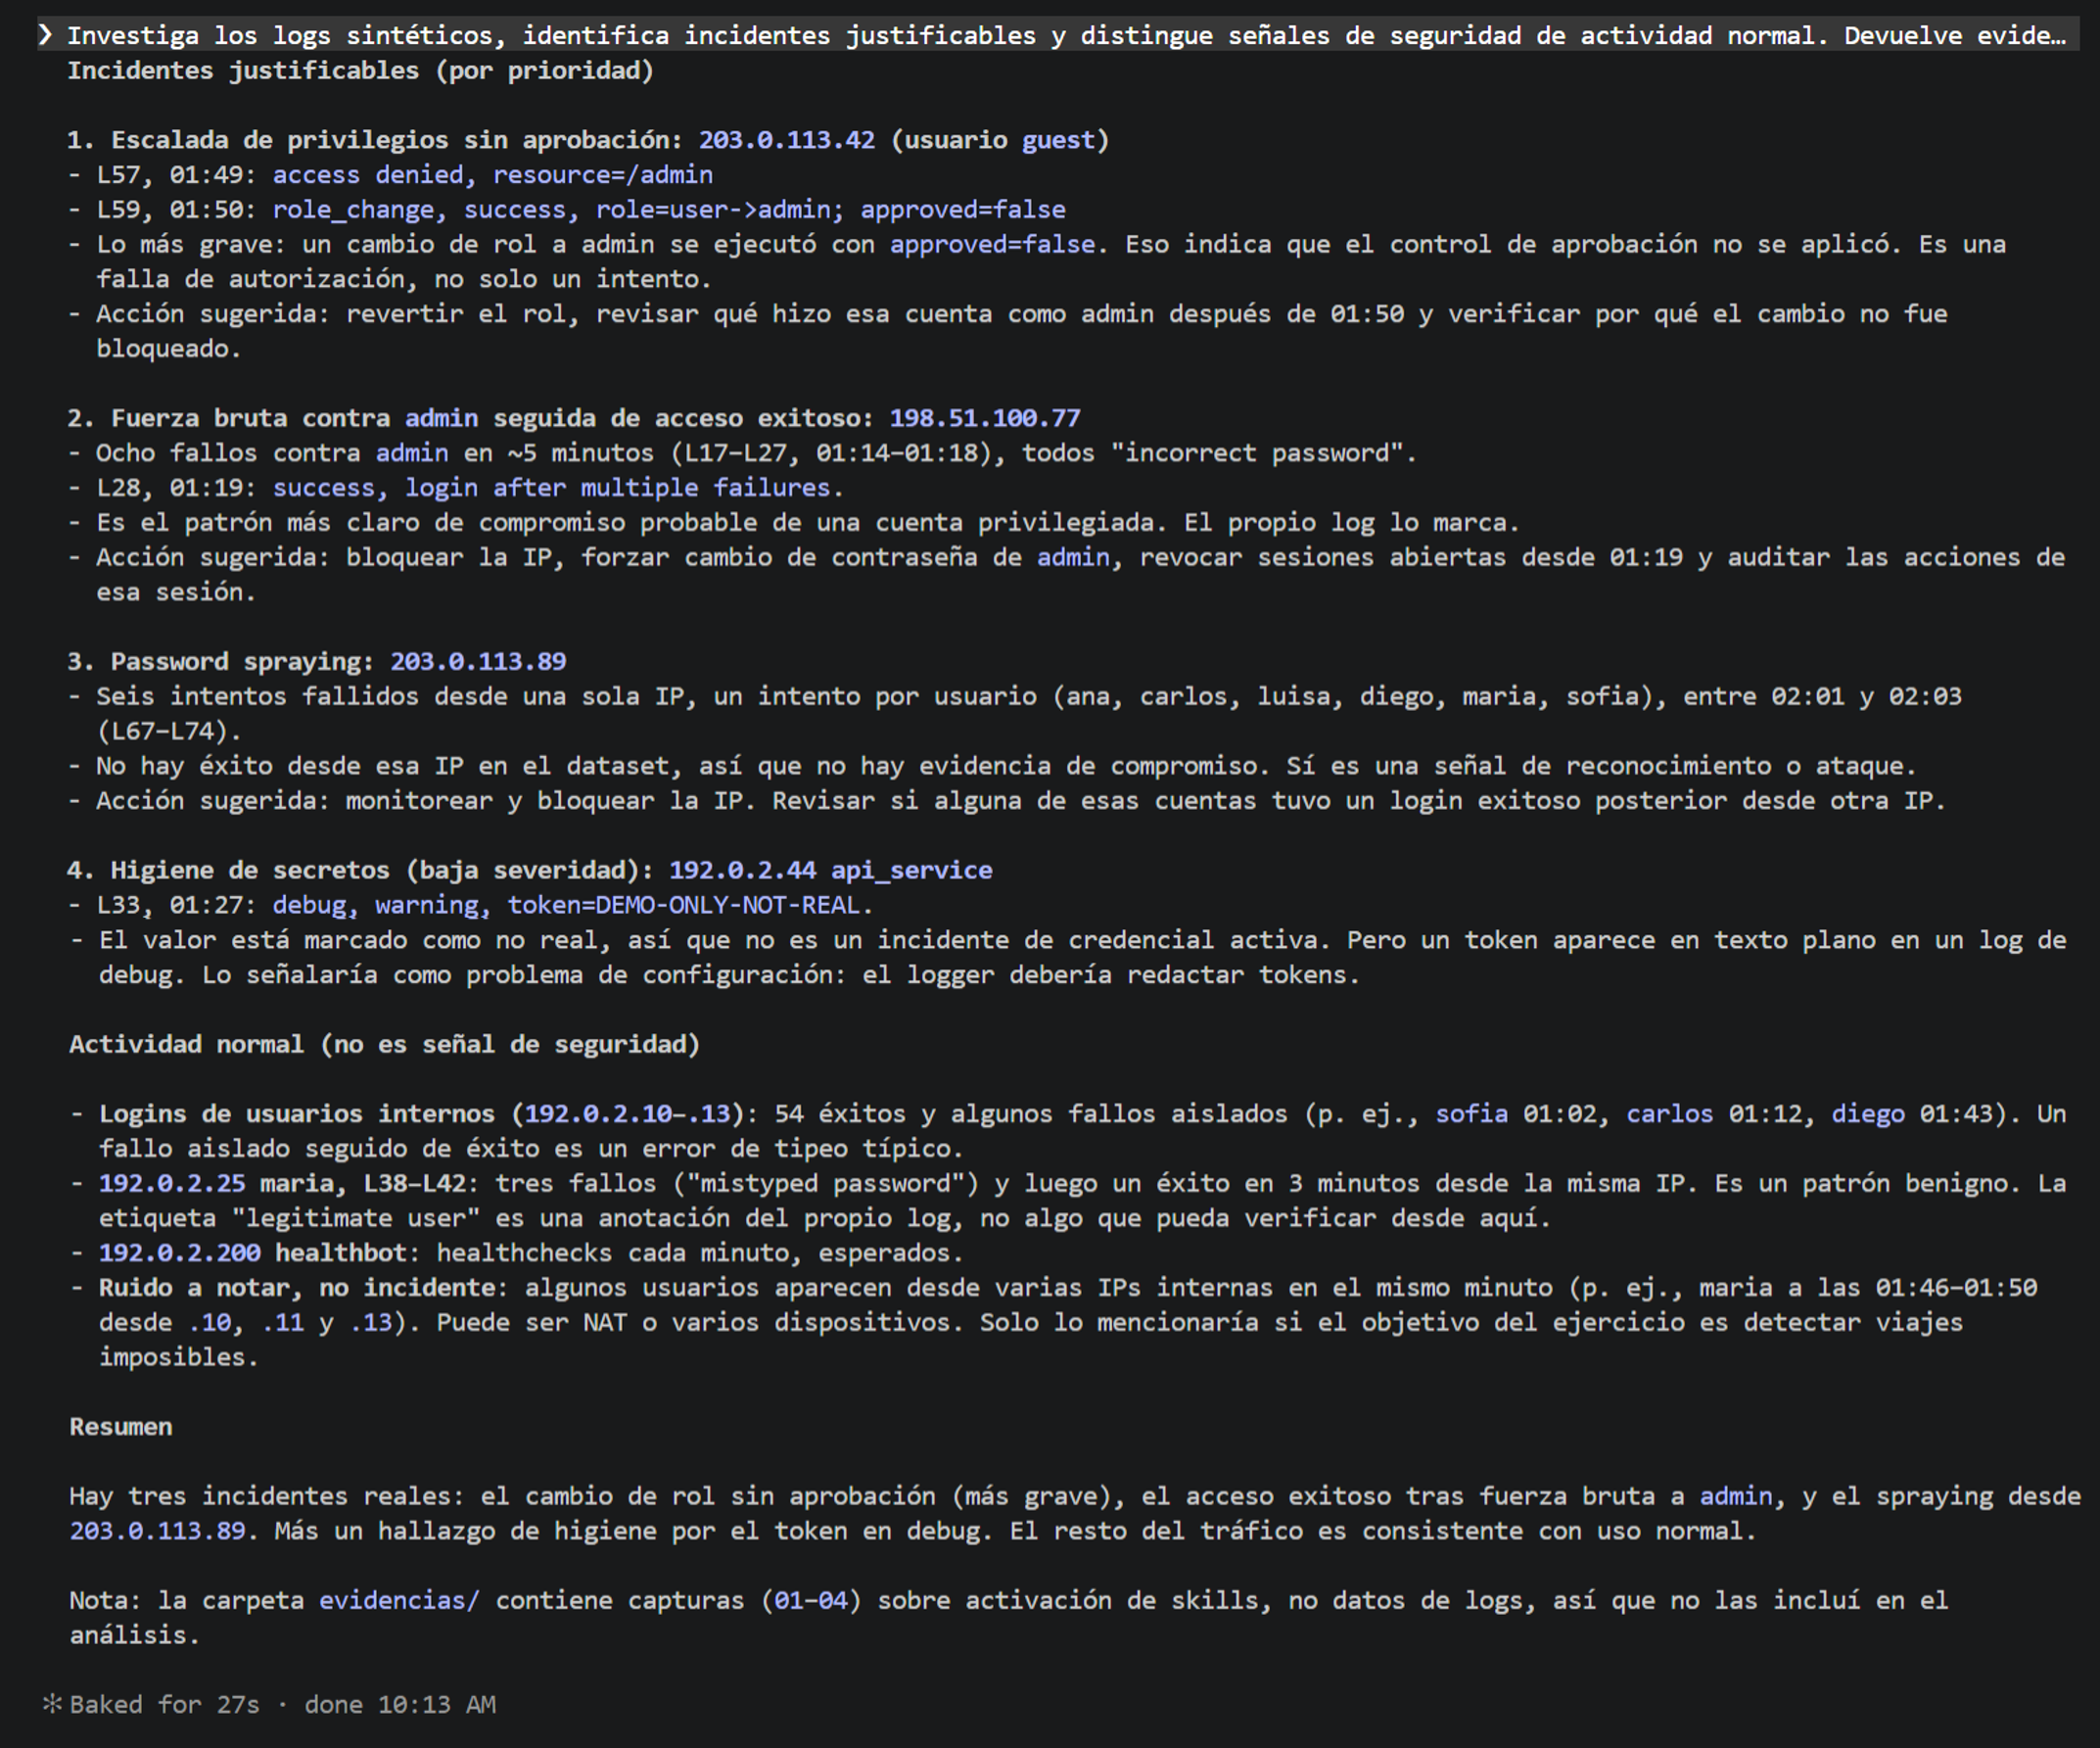 ❯ Investiga los logs sintéticos, identifica incidentes justificables y distingue señales de seguridad de actividad normal. Devuelve evide…
Incidentes justificables (por prioridad)
1. Escalada de privilegios sin aprobación: 203.0.113.42 (usuario guest)
- L57, 01:49: access denied, resource=/admin
- L59, 01:50: role_change, success, role=user->admin; approved=false
- Lo más grave: un cambio de rol a admin se ejecutó con approved=false. Eso indica que el control de aprobación no se aplicó. Es una
falla de autorización, no solo un intento.
- Acción sugerida: revertir el rol, revisar qué hizo esa cuenta como admin después de 01:50 y verificar por qué el cambio no fue
bloqueado.
2. Fuerza bruta contra admin seguida de acceso exitoso: 198.51.100.77
- Ocho fallos contra admin en ~5 minutos (L17–L27, 01:14–01:18), todos "incorrect password".
- L28, 01:19: success, login after multiple failures.
- Es el patrón más claro de compromiso probable de una cuenta privilegiada. El propio log lo marca.
- Acción sugerida: bloquear la IP, forzar cambio de contraseña de admin, revocar sesiones abiertas desde 01:19 y auditar las acciones de
esa sesión.
3. Password spraying: 203.0.113.89
- Seis intentos fallidos desde una sola IP, un intento por usuario (ana, carlos, luisa, diego, maria, sofia), entre 02:01 y 02:03
(L67–L74).
- No hay éxito desde esa IP en el dataset, así que no hay evidencia de compromiso. Sí es una señal de reconocimiento o ataque.
- Acción sugerida: monitorear y bloquear la IP. Revisar si alguna de esas cuentas tuvo un login exitoso posterior desde otra IP.
4. Higiene de secretos (baja severidad): 192.0.2.44 api_service
- L33, 01:27: debug, warning, token=DEMO-ONLY-NOT-REAL.
- El valor está marcado como no real, así que no es un incidente de credencial activa. Pero un token aparece en texto plano en un log de
debug. Lo señalaría como problema de configuración: el logger debería redactar tokens.
Actividad normal (no es señal de seguridad)
- Logins de usuarios internos (192.0.2.10–.13): 54 éxitos y algunos fallos aislados (p. ej., sofia 01:02, carlos 01:12, diego 01:43). Un
fallo aislado seguido de éxito es un error de tipeo típico.
- 192.0.2.25 maria, L38–L42: tres fallos ("mistyped password") y luego un éxito en 3 minutos desde la misma IP. Es un patrón benigno. La
etiqueta "legitimate user" es una anotación del propio log, no algo que pueda verificar desde aquí.
- 192.0.2.200 healthbot: healthchecks cada minuto, esperados.
- Ruido a notar, no incidente: algunos usuarios aparecen desde varias IPs internas en el mismo minuto (p. ej., maria a las 01:46–01:50
desde .10, .11 y .13). Puede ser NAT o varios dispositivos. Solo lo mencionaría si el objetivo del ejercicio es detectar viajes
imposibles.
Resumen
Hay tres incidentes reales: el cambio de rol sin aprobación (más grave), el acceso exitoso tras fuerza bruta a admin, y el spraying desde
203.0.113.89. Más un hallazgo de higiene por el token en debug. El resto del tráfico es consistente con uso normal.
Nota: la carpeta evidencias/ contiene capturas (01–04) sobre activación de skills, no datos de logs, así que no las incluí en el
análisis.
✻ Baked for 27s · done 10:13 AM